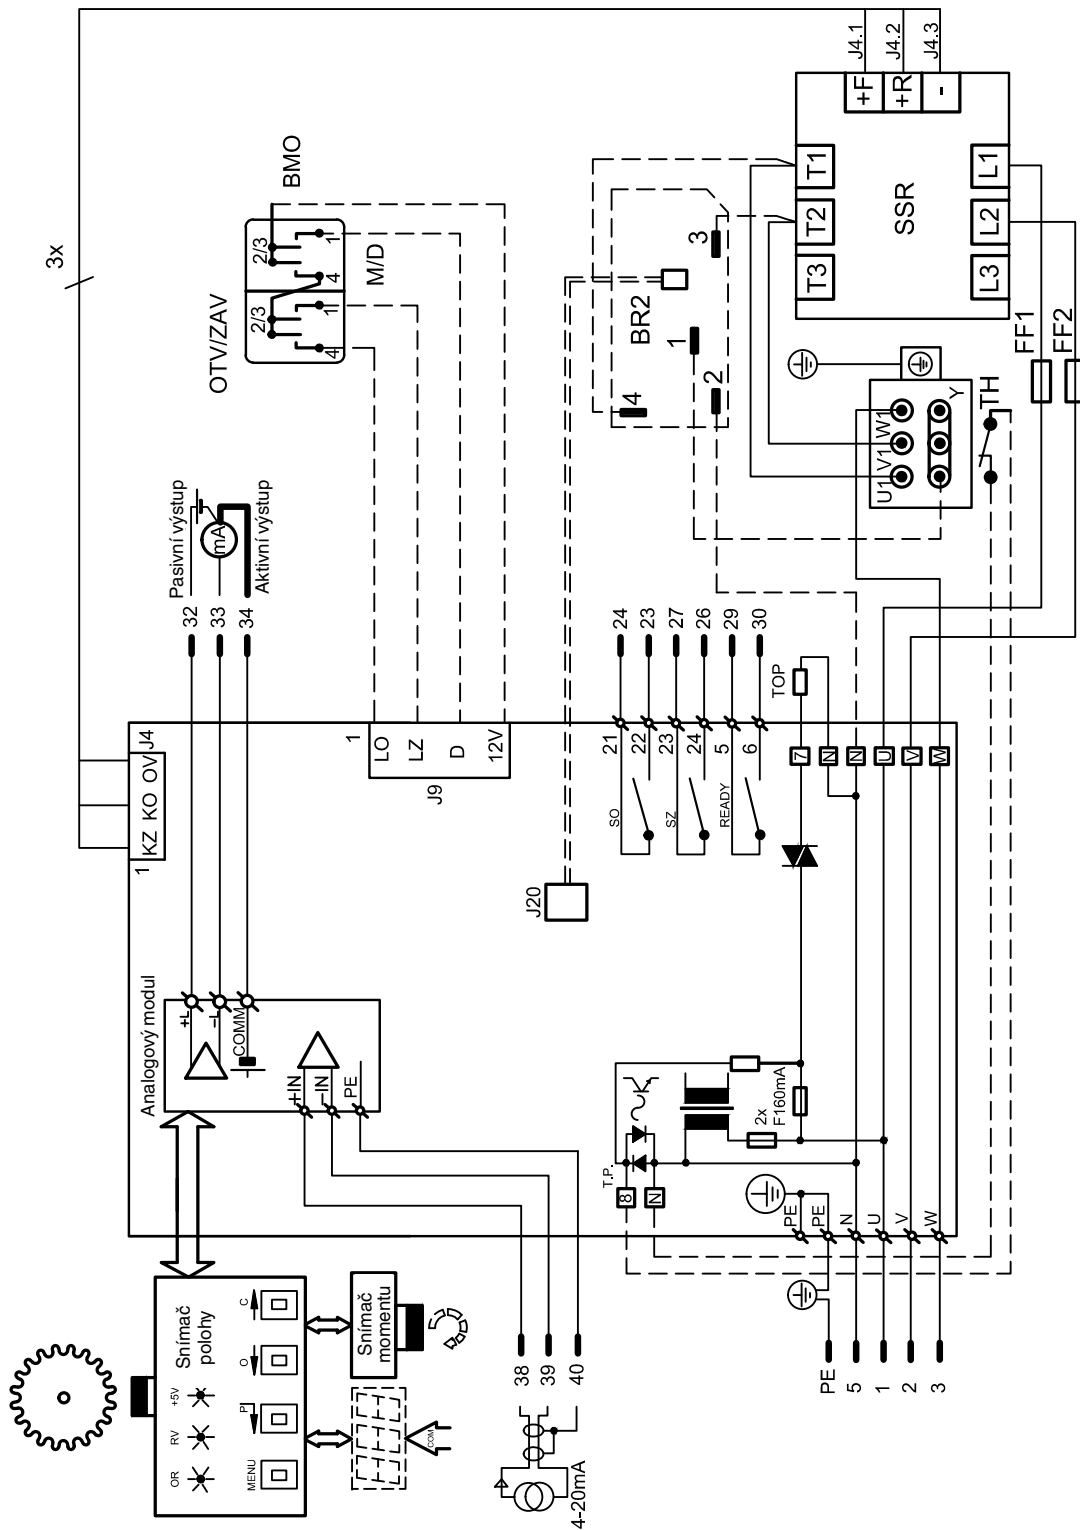 3x
J4.1
J4.2
J4.3
+F
+R
-
T1
T2
T3
SSR
L1
L2
L3
FF1
FF2
BMO
OTV/ZAV
M/D
2/3
2/3
4
1
4
1
BR2
1
2
3
4
U1
V1
W1
Y
TH
Pasivní výstup
Aktivní výstup
mA
32
33
34
J4
KZ KO OV
1
J9
1
LO
LZ
D
12V
J20
24
23
27
26
29
30
21
22
23
24
5
6
SO
SZ
READY
TOP
7
N
N
U
V
W
Analogový modul
+L
–L
COMM
+IN
–IN
PE
2x
F160mA
T.P.
8
N
PE
PE
N
U
V
W
PE
5
1
2
3
Snímač
polohy
+5V
RV
OR
C
O
P
MENU
Snímač
momentu
COM
38
39
40
4-20mA